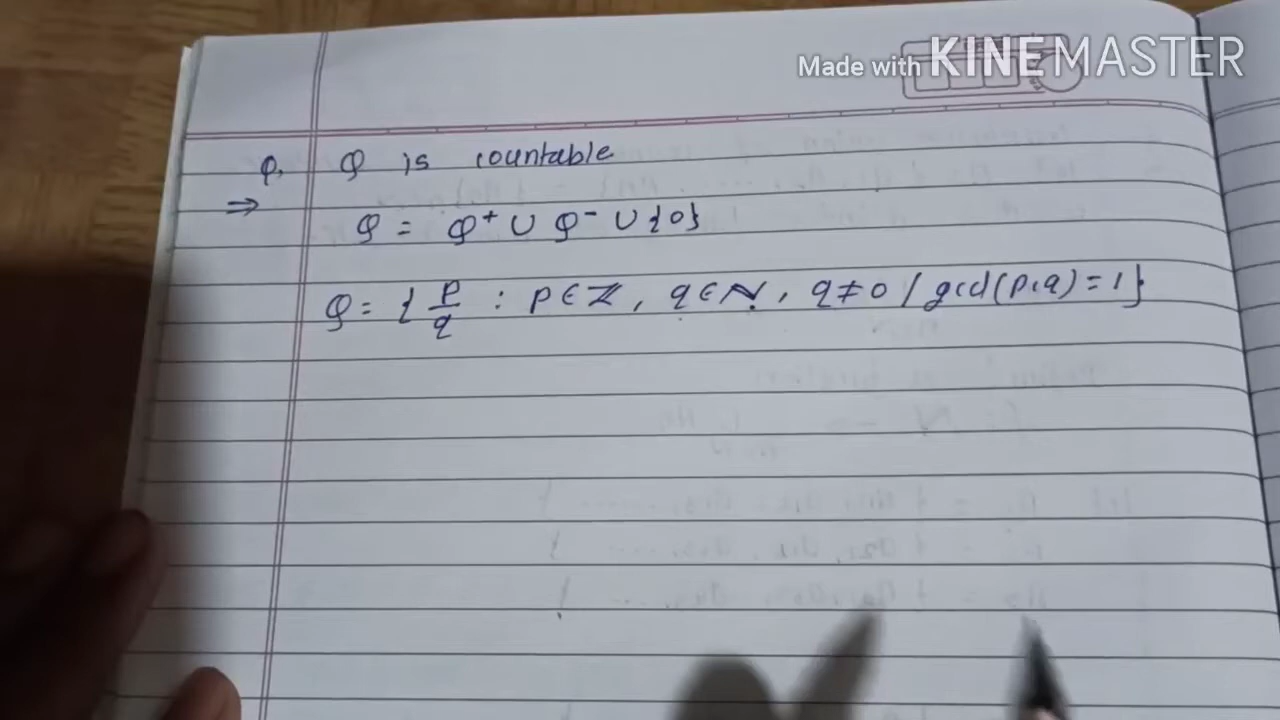 Made with KINEMASTER
Q. Q is countable
⇒
Q = Q⁺ ∪ Q⁻ ∪ {0}
Q = { p/q : p ∈ Z, q ∈ N, q ≠ 0 / gcd(p,q) = 1 }